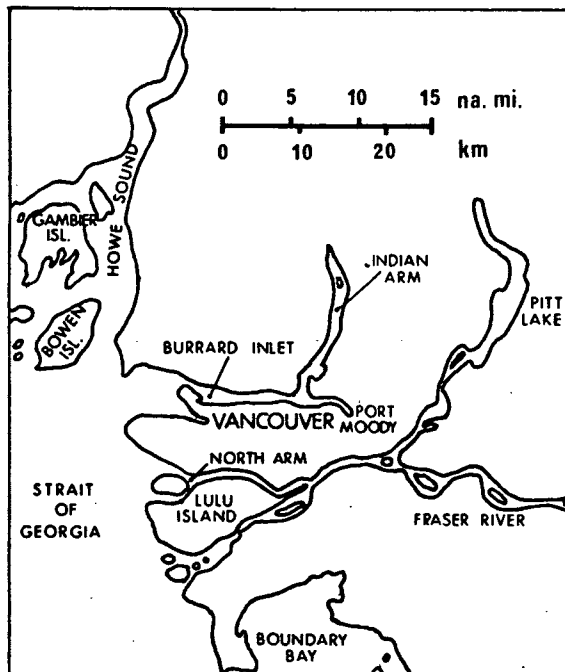 0 5 10 15 na. mi.
0 10 20 km
HOWE SOUND
GAMBIER
ISL.
INDIAN
ARM
PITT
LAKE
BOWEN
ISL.
BURRARD INLET
VANCOUVER
PORT
MOODY
NORTH ARM
STRAIT
OF
GEORGIA
LULU
ISLAND
FRASER RIVER
BOUNDARY
BAY